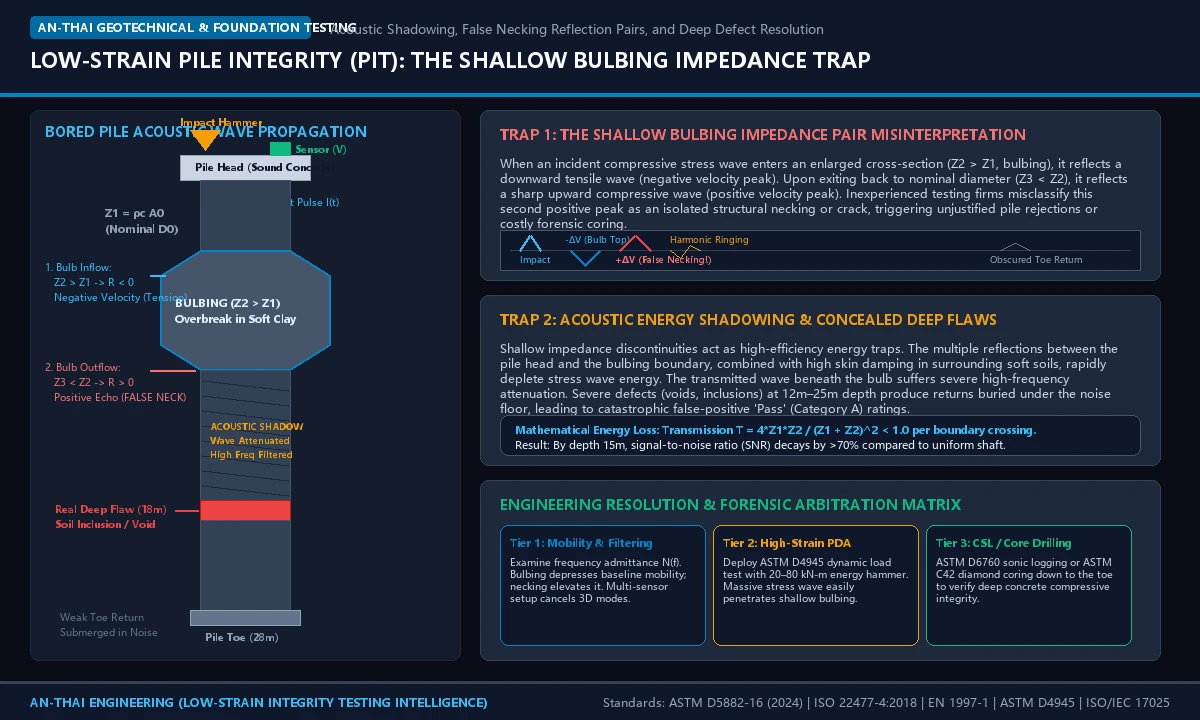 AN-THAI GEOTECHNICAL & FOUNDATION TESTING
Acoustic Shadowing, False Necking Reflection Pairs, and Deep Defect Resolution
LOW-STRAIN PILE INTEGRITY (PIT): THE SHALLOW BULBING IMPEDANCE TRAP
BORED PILE ACOUSTIC WAVE PROPAGATION
Impact Hammer
Sensor (V)
Pile Head (Sound
t Pulse I(t)
Z1 = ρc A0
(Nominal D0)
1. Bulb Inflow:
Z2 > Z1 -> R < 0
Negative Velocity (Tension)
BULBING (Z2 > Z1)
Overbreak in Soft Clay
2. Bulb Outflow:
Z3 < Z2 -> R > 0
Positive Echo (FALSE NECK)
ACOUSTIC SHADOW
Wave Attenuated
High Freq Filtered
Real Deep Flaw (18m)
Soil Inclusion / Void
Weak Toe Return
Submerged in Noise
Pile Toe (28m)
TRAP 1: THE SHALLOW BULBING IMPEDANCE PAIR MISINTERPRETATION
When an incident compressive stress wave enters an enlarged cross-section (Z2 > Z1, bulbing), it reflects a
downward tensile wave (negative velocity peak). Upon exiting back to nominal diameter (Z3 < Z2), it reflects
a sharp upward compressive wave (positive velocity peak). Inexperienced testing firms misclassify this
second positive peak as an isolated structural necking or crack, triggering unjustified pile rejections or
costly forensic coring.
-ΔV (Bulb Top)
Harmonic Ringing
Impact
+ΔV (False Necking!)
Obscured Toe Return
TRAP 2: ACOUSTIC ENERGY SHADOWING & CONCEALED DEEP FLAWS
Shallow impedance discontinuities act as high-efficiency energy traps. The multiple reflections between the
pile head and the bulbing boundary, combined with high skin damping in surrounding soft soils, rapidly
deplete stress wave energy. The transmitted wave beneath the bulb suffers severe high-frequency
attenuation. Severe defects (voids, inclusions) at 12m–25m depth produce returns buried under the noise
floor, leading to catastrophic false-positive 'Pass' (Category A) ratings.
Mathematical Energy Loss: Transmission T = 4*Z1*Z2 / (Z1 + Z2)^2 < 1.0 per boundary crossing.
Result: By depth 15m, signal-to-noise ratio (SNR) decays by >70% compared to uniform shaft.
ENGINEERING RESOLUTION & FORENSIC ARBITRATION MATRIX
Tier 1: Mobility & Filtering
Examine frequency admittance N(f).
Bulbing depresses baseline mobility;
necking elevates it. Multi-sensor
setup cancels 3D modes.
Tier 2: High-Strain PDA
Deploy ASTM D4945 dynamic load
test with 20–80 kN-m energy hammer.
Massive stress wave easily
penetrates shallow bulbing.
Tier 3: CSL / Core Drilling
ASTM D6760 sonic logging or ASTM
C42 diamond coring down to the toe
to verify deep concrete compressive
integrity.
AN-THAI ENGINEERING (LOW-STRAIN INTEGRITY TESTING INTELLIGENCE)
Standards: ASTM D5882-16 (2024) | ISO 22477-4:2018 | EN 1997-1 | ASTM D4945 | ISO/IEC 17025